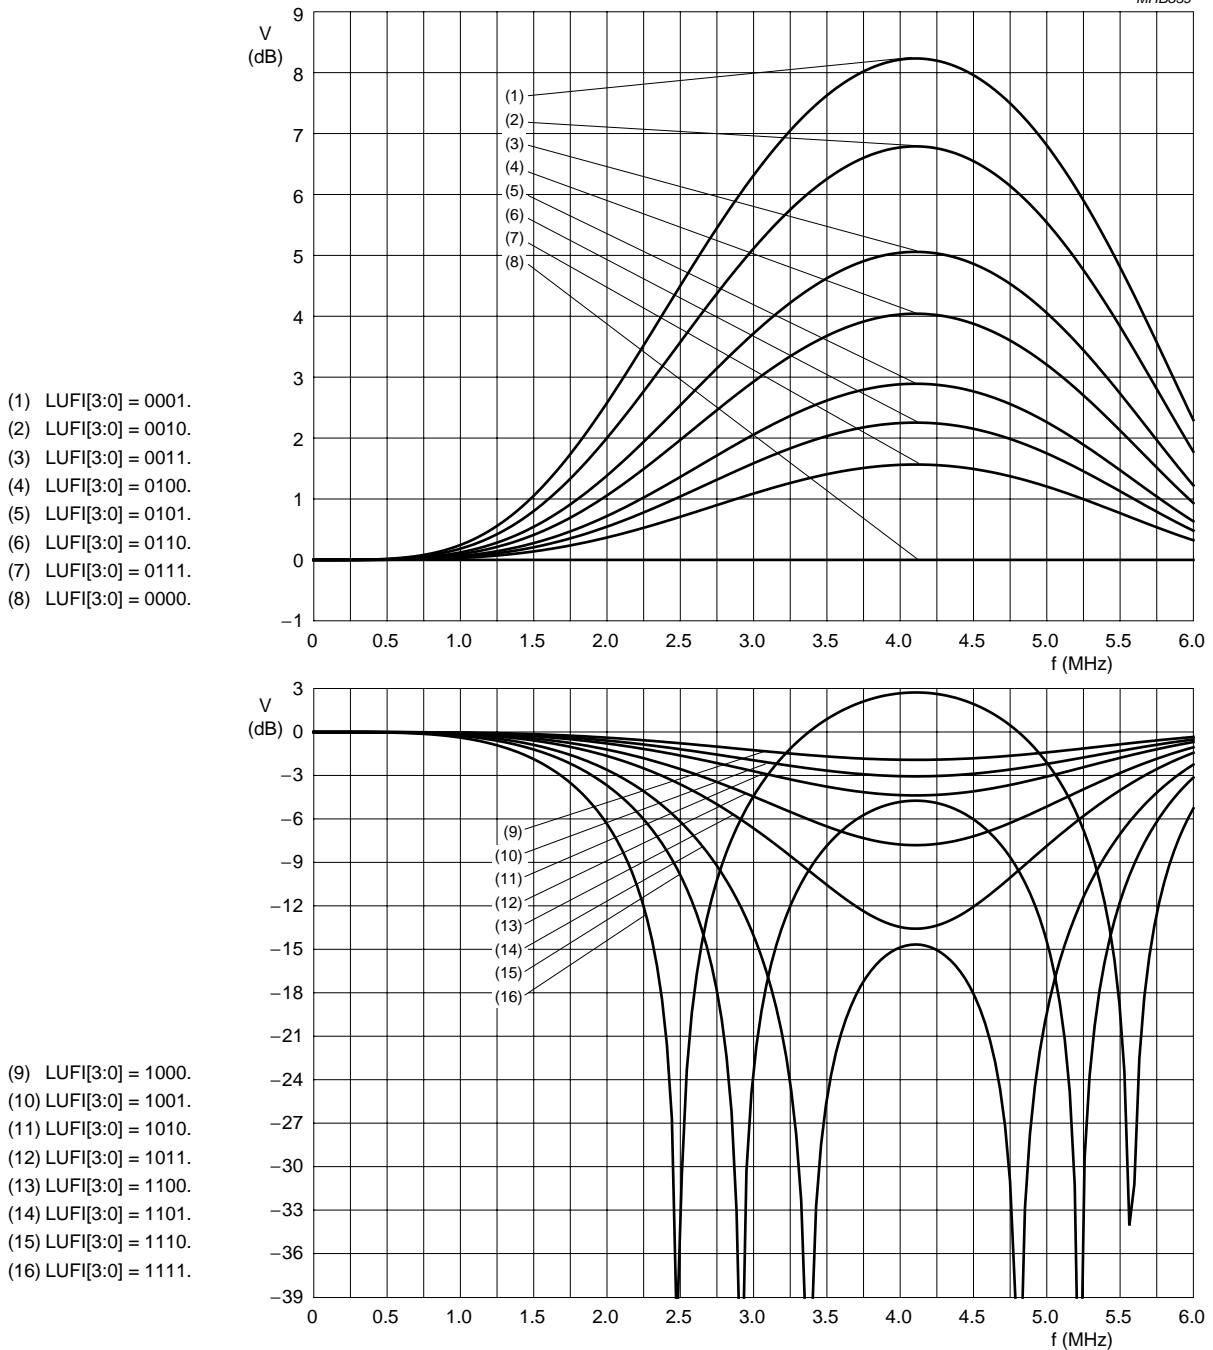 V
(dB)
9
8
7
6
5
4
3
2
1
0
−1
(1)
(2)
(3)
(4)
(5)
(6)
(7)
(8)
(1) LUFI[3:0] = 0001.
(2) LUFI[3:0] = 0010.
(3) LUFI[3:0] = 0011.
(4) LUFI[3:0] = 0100.
(5) LUFI[3:0] = 0101.
(6) LUFI[3:0] = 0110.
(7) LUFI[3:0] = 0111.
(8) LUFI[3:0] = 0000.
0 0.5 1.0 1.5 2.0 2.5 3.0 3.5 4.0 4.5 5.0 5.5 6.0
f (MHz)
V
(dB)
3
0
−3
−6
−9
−12
−15
−18
−21
−24
−27
−30
−33
−36
−39
(9)
(10)
(11)
(12)
(13)
(14)
(15)
(16)
(9) LUFI[3:0] = 1000.
(10) LUFI[3:0] = 1001.
(11) LUFI[3:0] = 1010.
(12) LUFI[3:0] = 1011.
(13) LUFI[3:0] = 1100.
(14) LUFI[3:0] = 1101.
(15) LUFI[3:0] = 1110.
(16) LUFI[3:0] = 1111.
0 0.5 1.0 1.5 2.0 2.5 3.0 3.5 4.0 4.5 5.0 5.5 6.0
f (MHz)